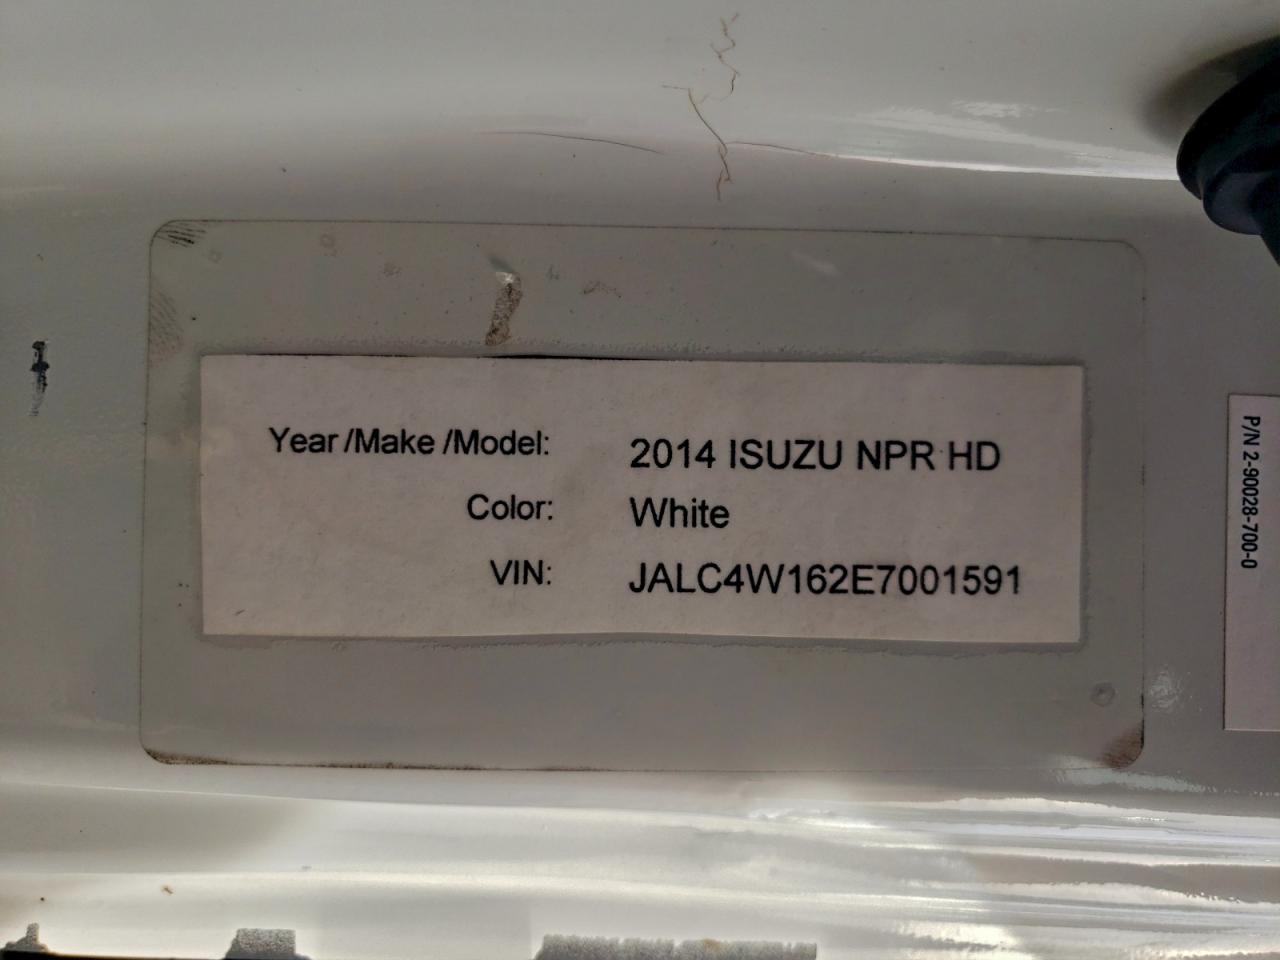 Year /Make /Model: 2014 ISUZU NPR HD
Color: White
VIN: JALC4W162E7001591
P/N 2-90028-700-0